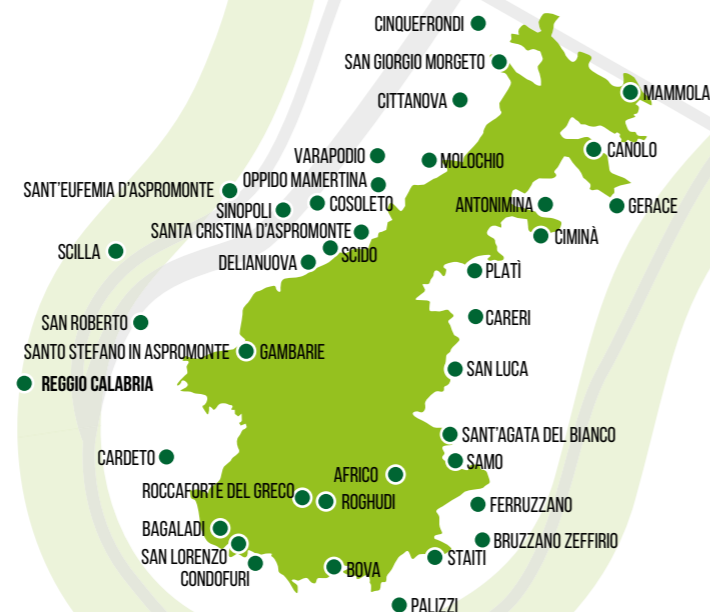 CINQUEFRONDI
SAN GIORGIO MORGETO
MAMMOLA
CITTANOVA
CANOLO
VARAPODIO
MOLOCHIO
OPPIDO MAMERTINA
SANT'EUFEMIA D'ASPROMONTE
COSOLETO
ANTONIMINA
GERACE
SINOPOLI
SANTA CRISTINA D'ASPROMONTE
CIMINÀ
SCILLA
SCIDO
DELIANUOVA
PLATÌ
SAN ROBERTO
CARERI
SANTO STEFANO IN ASPROMONTE
GAMBARIE
SAN LUCA
REGGIO CALABRIA
SANT'AGATA DEL BIANCO
CARDETO
SAMO
AFRICO
ROCCAFORTE DEL GRECO
ROGHUDI
FERRUZZANO
BAGALADI
BRUZZANO ZEFFIRIO
SAN LORENZO
STAITI
CONDOFURI
BOVA
PALIZZI